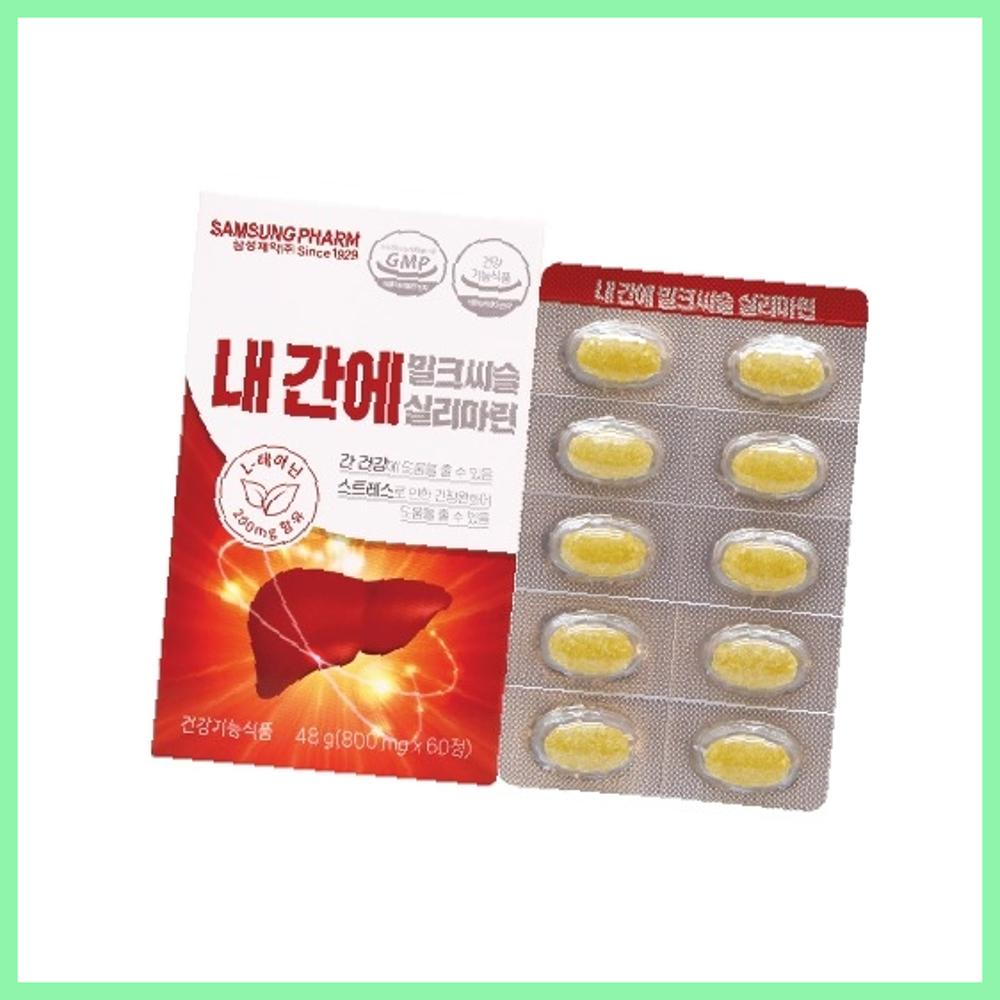 SAMSUNG PHARM
삼성제약(주) Since 1929
GMP
건강
기능식품
내 간에 밀크씨슬
실리마린
L-테아닌
250mg 함유
간 건강에 도움을 줄 수 있음
스트레스로 인한 긴장완화에
도움을 줄 수 있음
건강기능식품 48 g(800 mg x 60정)
내 간에 밀크씨슬 실리마린